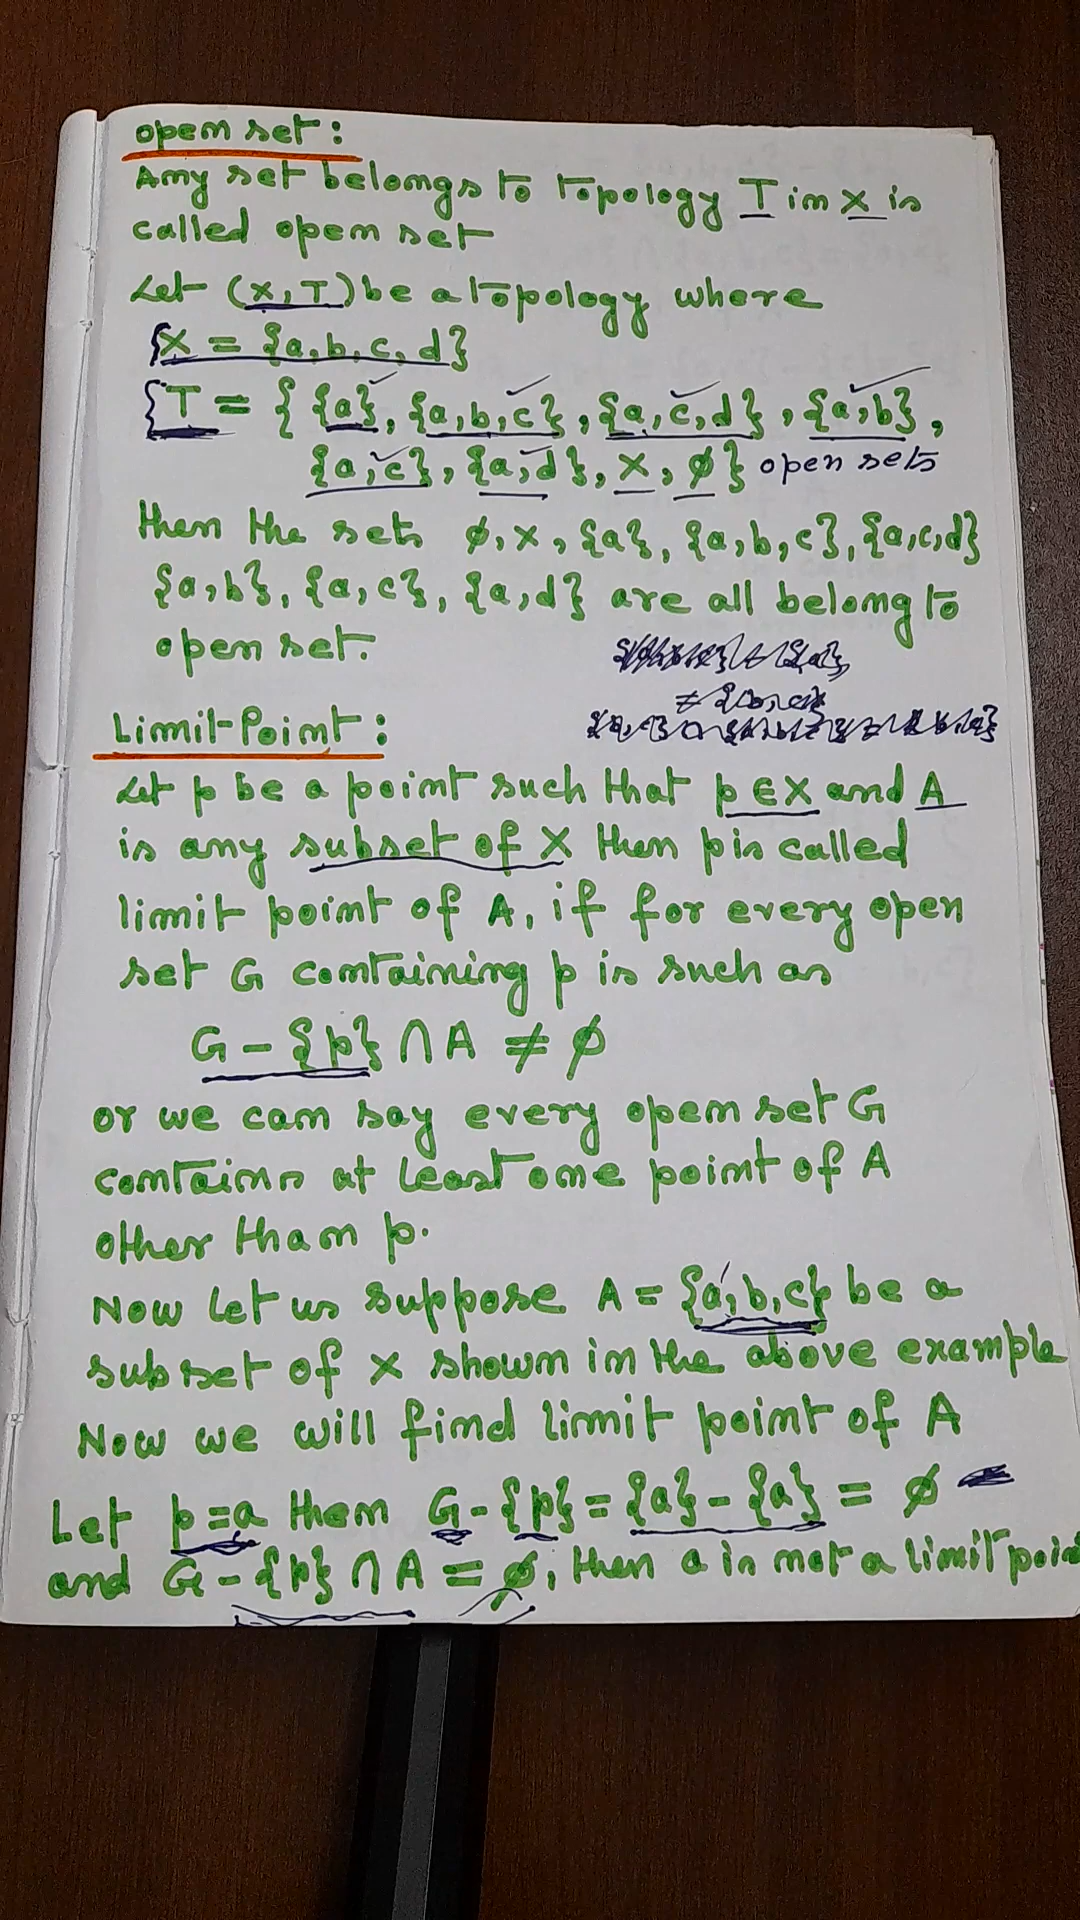 open set:
Any set belongs to topology T in X is
called open set
Let (X,T) be a topology where
X = {a,b,c,d}
T = { {a}, {a,b,c}, {a,c,d}, {a,b},
{a,c}, {a,d}, X, ϕ} open sets
then the sets ϕ, X, {a}, {a,b,c}, {a,c,d}
{a,b}, {a,c}, {a,d} are all belong to
open set.
Limit-Point:
Let p be a point such that p∈X and A
is any subset of X then p is called
limit point of A, if for every open
set G containing p is such as
G-{p}∩A ≠ ϕ
or we can say every open set G
contains at least one point of A
other than p.
Now let us suppose A = {a,b,c} be a
subset of X shown in the above example
Now we will find limit point of A
Let p=a then G-{p} = {a}-{a} = ϕ
and G-{p}∩A = ϕ, then a is not a limit